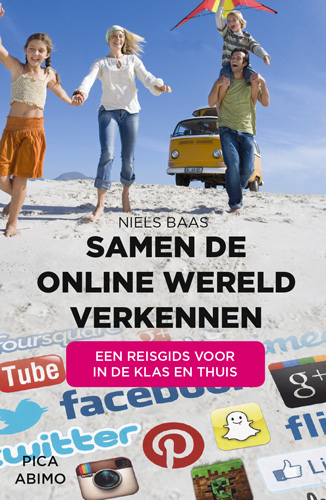 NIELS BAAS
SAMEN DE
ONLINE WERELD
VERKENNEN
EEN REISGIDS VOOR
IN DE KLAS EN THUIS
foursquare
Tube
facebook
g+
twitter
PICA
ABIMO